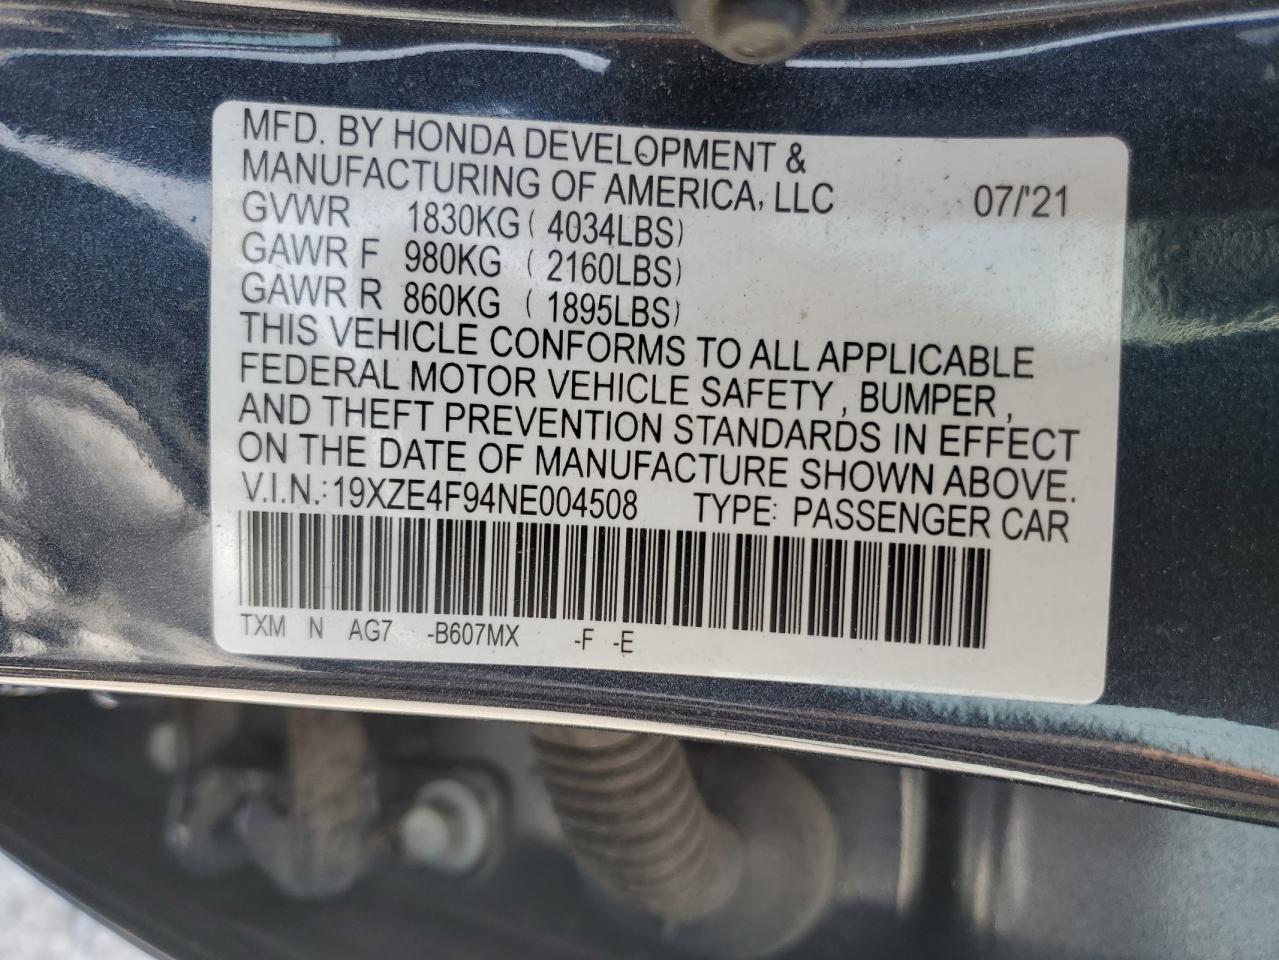 MFD. BY HONDA DEVELOPMENT &
MANUFACTURING OF AMERICA, LLC 07/'21
GVWR 1830KG ( 4034LBS)
GAWR F 980KG ( 2160LBS)
GAWR R 860KG ( 1895LBS)
THIS VEHICLE CONFORMS TO ALL APPLICABLE
FEDERAL MOTOR VEHICLE SAFETY , BUMPER ,
AND THEFT PREVENTION STANDARDS IN EFFECT
ON THE DATE OF MANUFACTURE SHOWN ABOVE.
V.I.N.: 19XZE4F94NE004508 TYPE: PASSENGER CAR
TXM N AG7 -B607MX -F -E